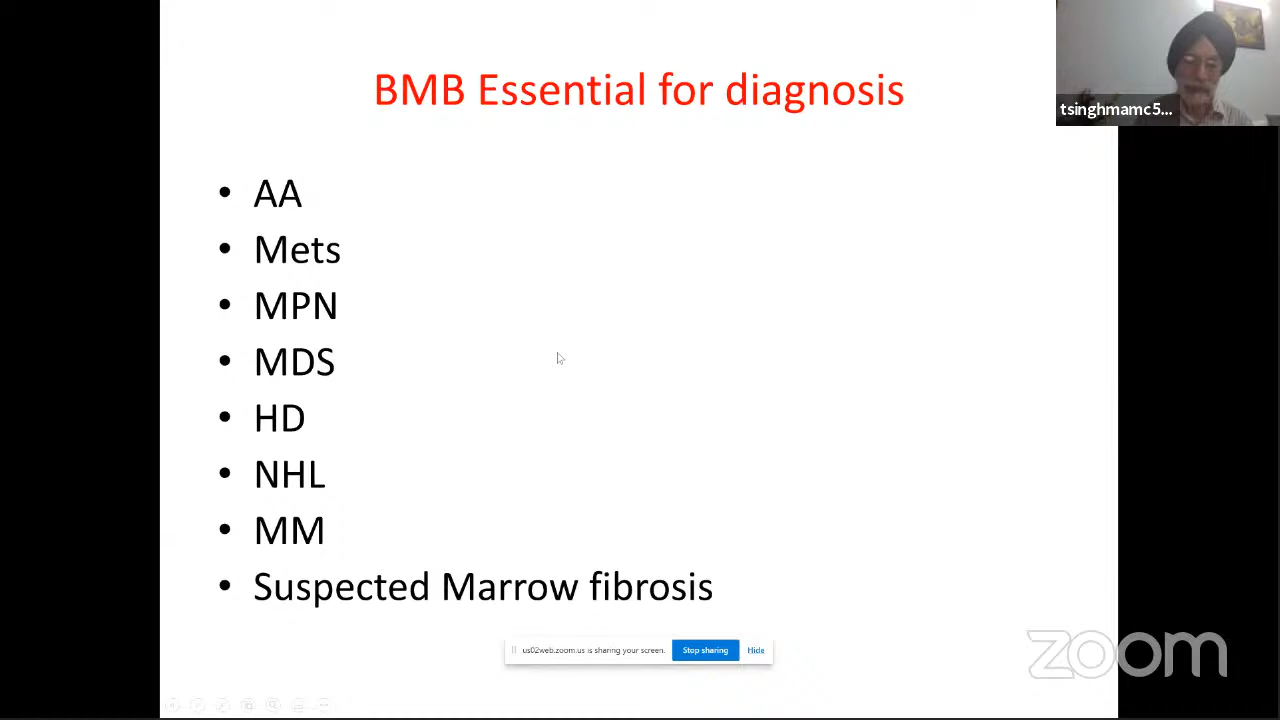 BMB Essential for diagnosis
tsinghmamc5...
• AA
• Mets
• MPN
• MDS
• HD
• NHL
• MM
• Suspected Marrow fibrosis
us02web.zoom.us is sharing your screen. Stop sharing Hide
zoom